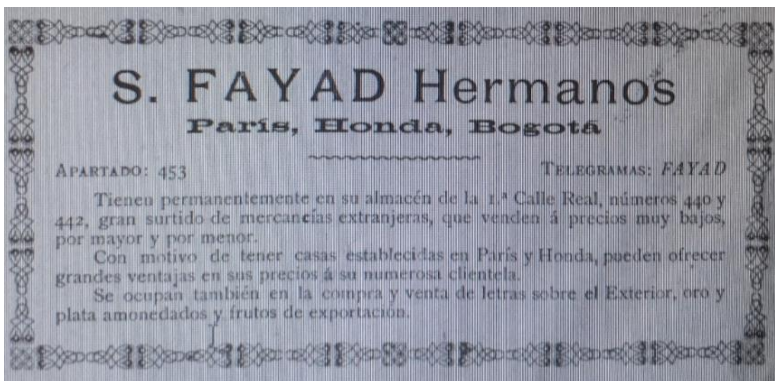 S. FAYAD Hermanos
París, Honda, Bogotá
APARTADO: 453 TELEGRAMAS: FAYAD
Tienen permanentemente en su almacén de la 1.ª Calle Real, números 440 y
442, gran surtido de mercancías extranjeras, que venden á precios muy bajos,
por mayor y por menor.
Con motivo de tener casas establecidas en París y Honda, pueden ofrecer
grandes ventajas en sus precios á su numerosa clientela.
Se ocupan también en la compra y venta de letras sobre el Exterior, oro y
plata amonedados y frutos de exportación.